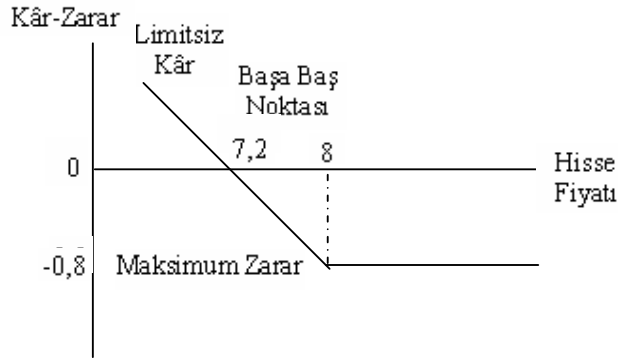 Kâr-Zarar
Limitsiz
Kâr
Başa Baş
Noktası
7,2
8
0
Hisse
Fiyatı
-0,8
Maksimum Zarar